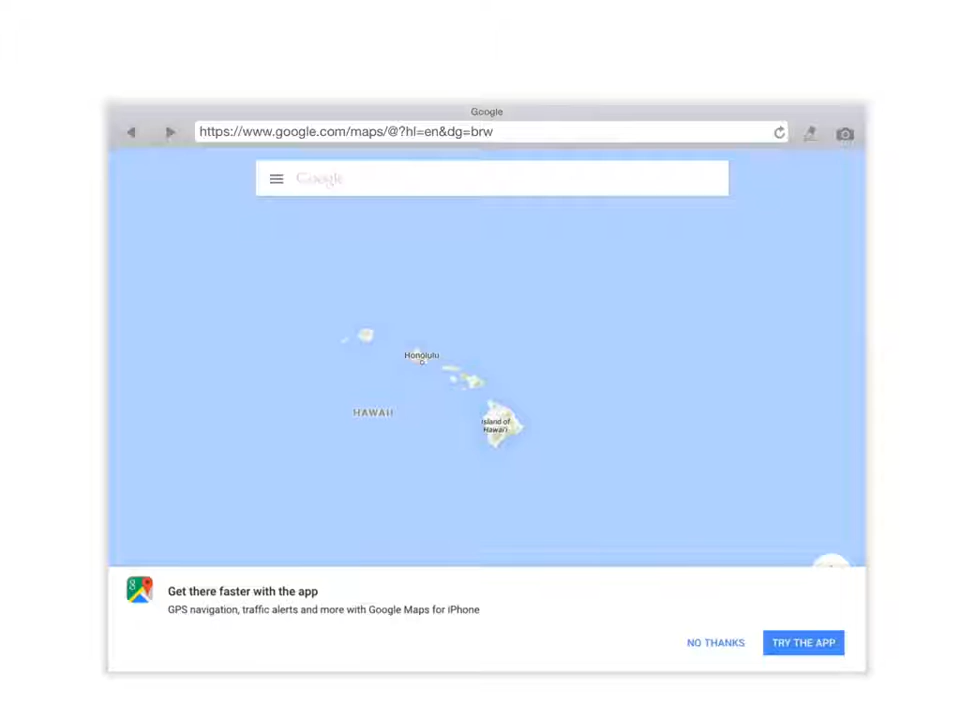 Google
https://www.google.com/maps/@?hl=en&dg=brw
Google
Honolulu
HAWAII
Island of
Hawai'i
Get there faster with the app
GPS navigation, traffic alerts and more with Google Maps for iPhone
NO THANKS
TRY THE APP